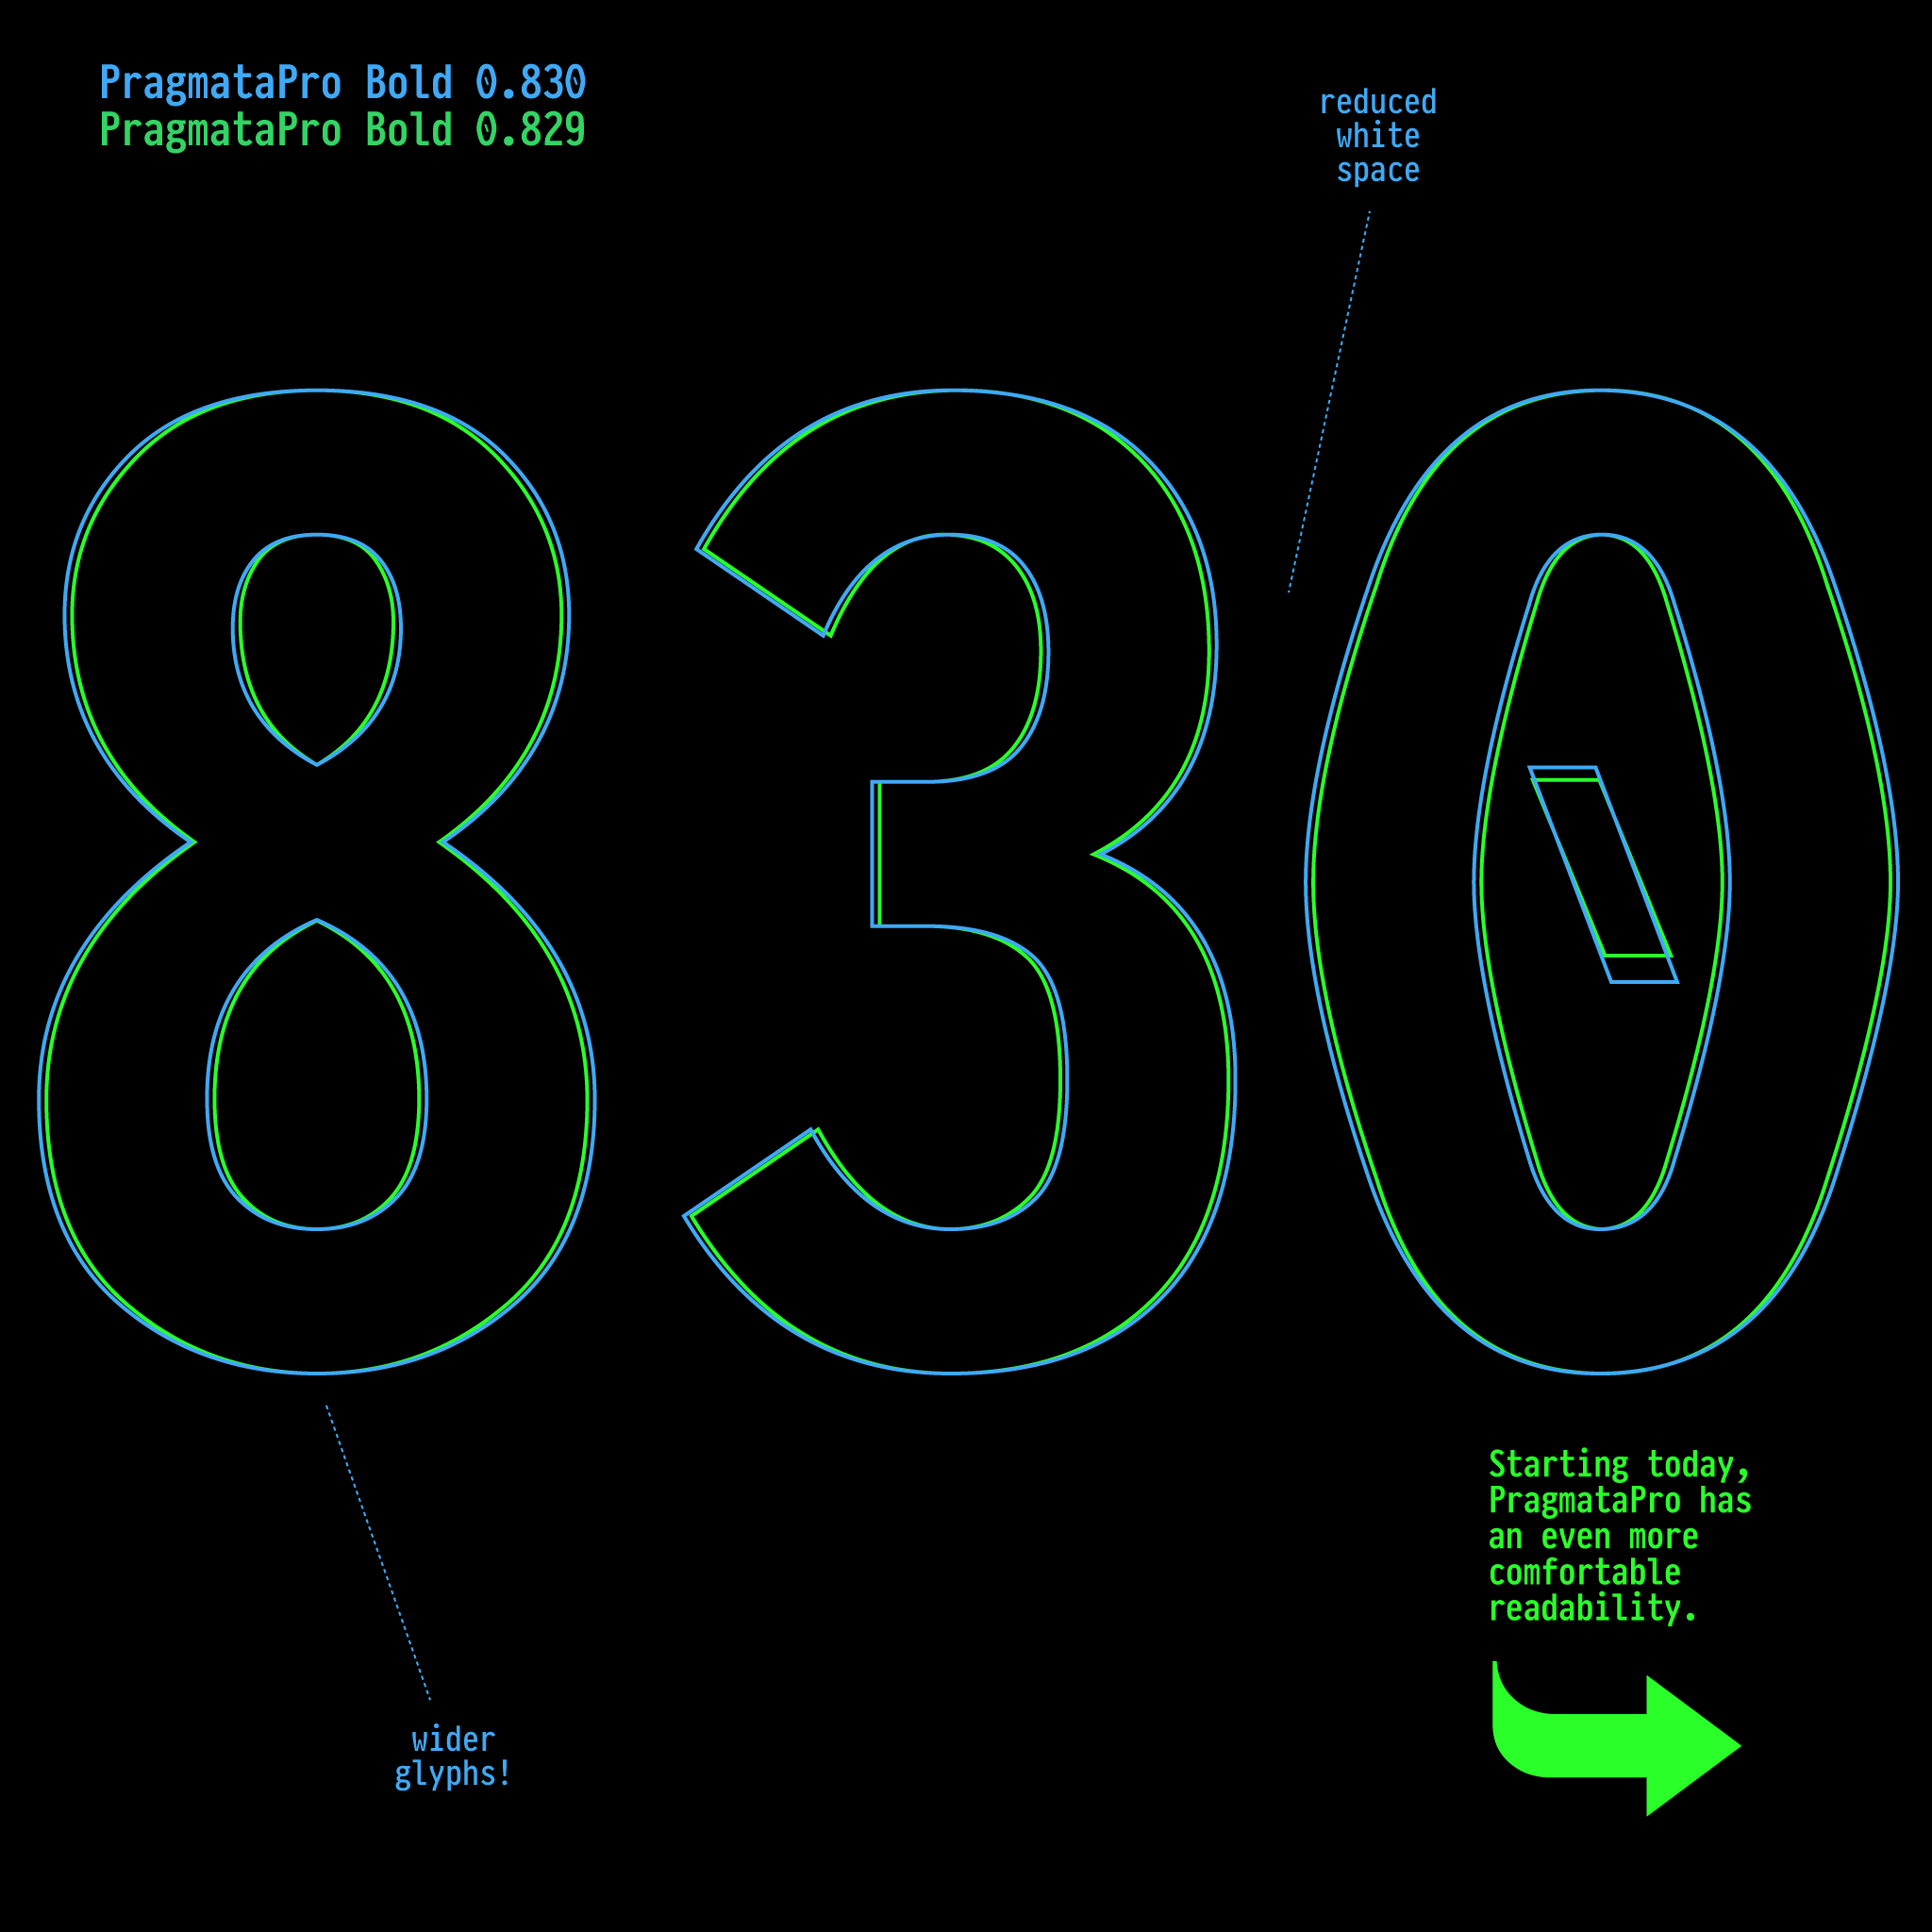 PragmataPro Bold 0.830
PragmataPro Bold 0.829
reduced
white
space
830
wider
glyphs!
Starting today,
PragmataPro has
an even more
comfortable
readability.